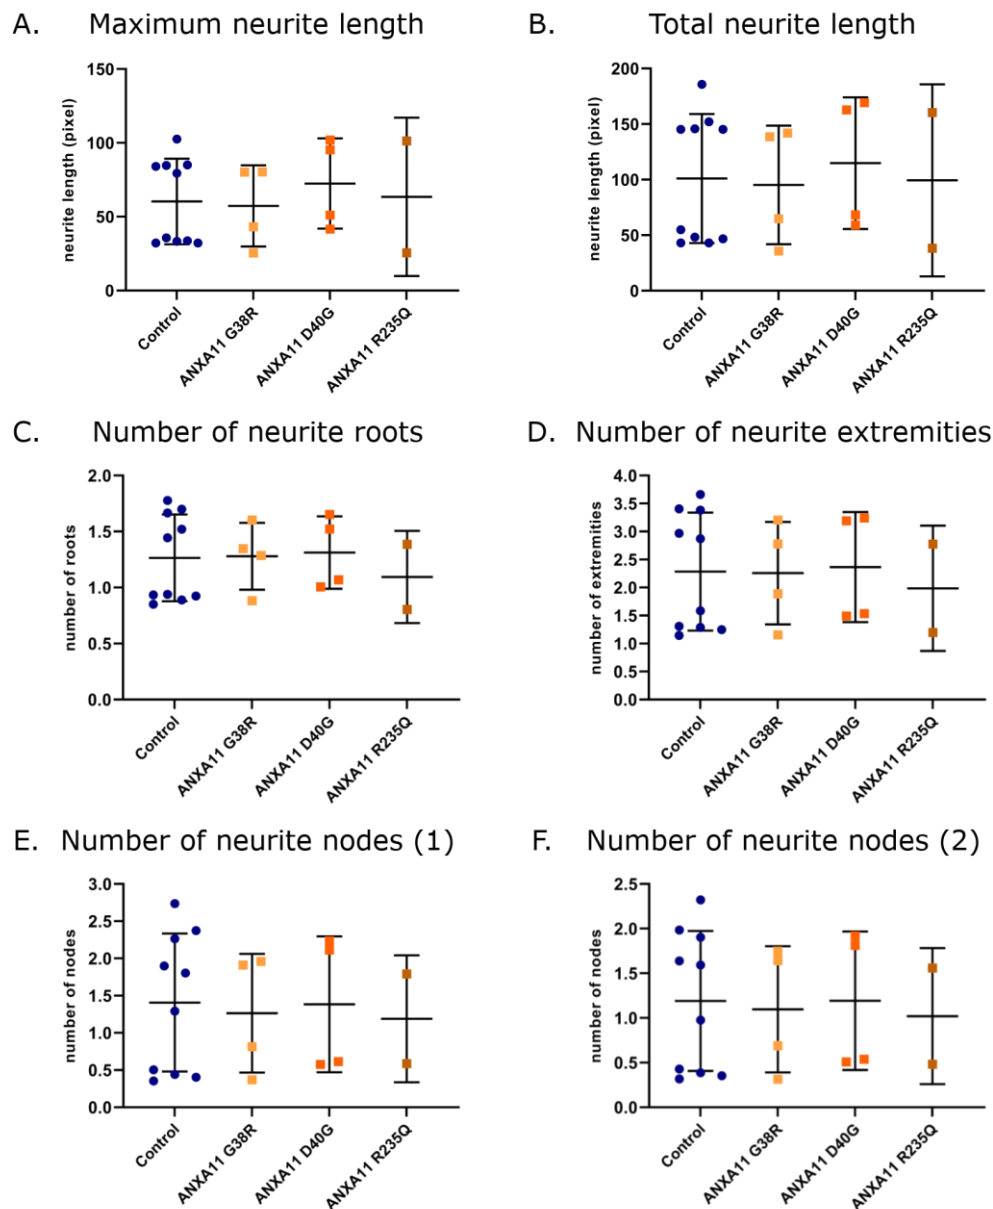 A. Maximum neurite length
neurite length (pixel)
150
100
50
0
Control
ANXA11 G38R
ANXA11 D40G
ANXA11 R235Q
B. Total neurite length
neurite length (pixel)
200
150
100
50
0
Control
ANXA11 G38R
ANXA11 D40G
ANXA11 R235Q
C. Number of neurite roots
number of roots
2.0
1.5
1.0
0.5
0.0
Control
ANXA11 G38R
ANXA11 D40G
ANXA11 R235Q
D. Number of neurite extremities
number of extremities
4.0
3.5
3.0
2.5
2.0
1.5
1.0
0.5
0.0
Control
ANXA11 G38R
ANXA11 D40G
ANXA11 R235Q
E. Number of neurite nodes (1)
number of nodes
3.0
2.5
2.0
1.5
1.0
0.5
0.0
Control
ANXA11 G38R
ANXA11 D40G
ANXA11 R235Q
F. Number of neurite nodes (2)
number of nodes
2.5
2.0
1.5
1.0
0.5
0.0
Control
ANXA11 G38R
ANXA11 D40G
ANXA11 R235Q